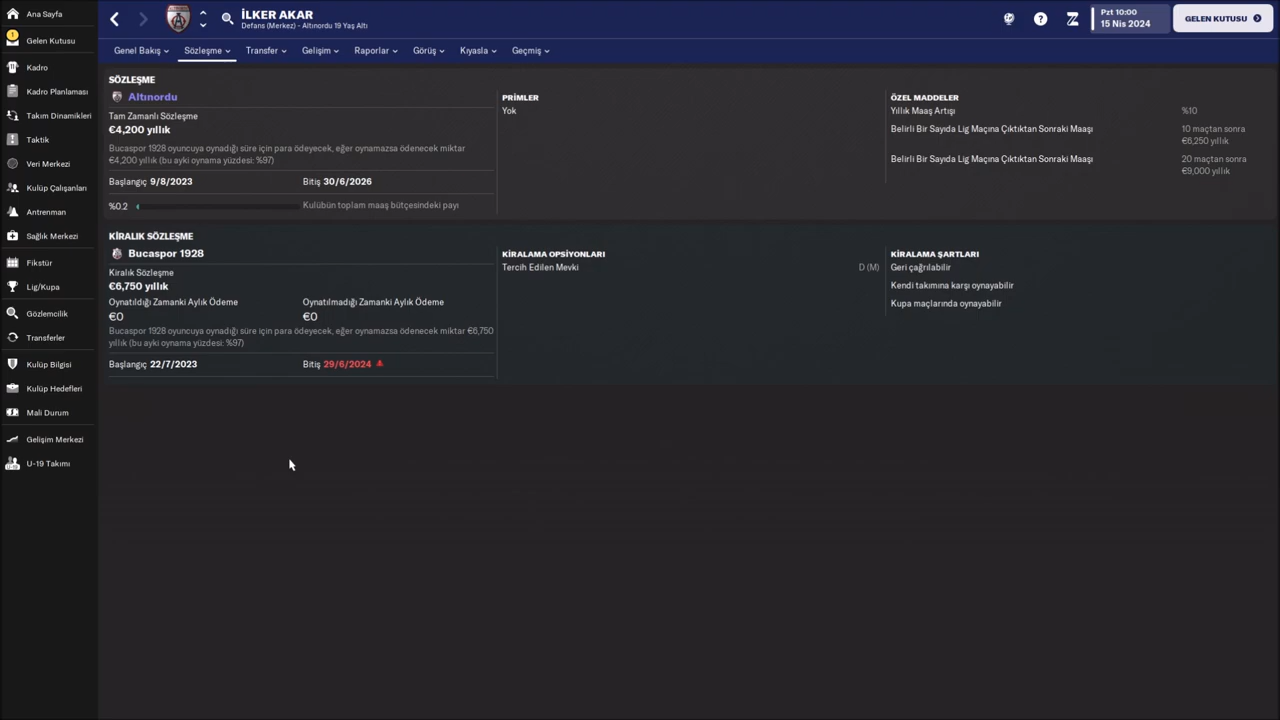 Ana Sayfa
1
Gelen Kutusu
Kadro
Kadro Planlaması
Takım Dinamikleri
Taktik
Veri Merkezi
Kulüp Çalışanları
Antrenman
Sağlık Merkezi
Fikstür
Lig/Kupa
Gözlemcilik
Transferler
Kulüp Bilgisi
Kulüp Hedefleri
Mali Durum
Gelişim Merkezi
U-19 Takımı
İLKER AKAR
Defans (Merkez) - Altınordu 19 Yaş Altı
Pzt 10:00
15 Nis 2024
GELEN KUTUSU
Genel Bakış
Sözleşme
Transfer
Gelişim
Raporlar
Görüş
Kıyasla
Geçmiş
SÖZLEŞME
Altınordu
Tam Zamanlı Sözleşme
€4,200 yıllık
Bucaspor 1928 oyuncuya oynadığı süre için para ödeyecek, eğer oynamazsa ödenecek miktar
€4,200 yıllık (bu ayki oynama yüzdesi: %97)
Başlangıç 9/8/2023
Bitiş 30/6/2026
%0.2
Kulübün toplam maaş bütçesindeki payı
PRİMLER
Yok
ÖZEL MADDELER
Yıllık Maaş Artışı
%10
Belirli Bir Sayıda Lig Maçına Çıktıktan Sonraki Maaşı
10 maçtan sonra
€6,250 yıllık
Belirli Bir Sayıda Lig Maçına Çıktıktan Sonraki Maaşı
20 maçtan sonra
€9,000 yıllık
KİRALIK SÖZLEŞME
Bucaspor 1928
Kiralık Sözleşme
€6,750 yıllık
Oynatıldığı Zamanki Aylık Ödeme
Oynatılmadığı Zamanki Aylık Ödeme
€0
€0
Bucaspor 1928 oyuncuya oynadığı süre için para ödeyecek, eğer oynamazsa ödenecek miktar €6,750
yıllık (bu ayki oynama yüzdesi: %97)
Başlangıç 22/7/2023
Bitiş 29/6/2024
KİRALAMA OPSİYONLARI
Tercih Edilen Mevki
D (M)
KİRALAMA ŞARTLARI
Geri çağrılabilir
Kendi takımına karşı oynayabilir
Kupa maçlarında oynayabilir